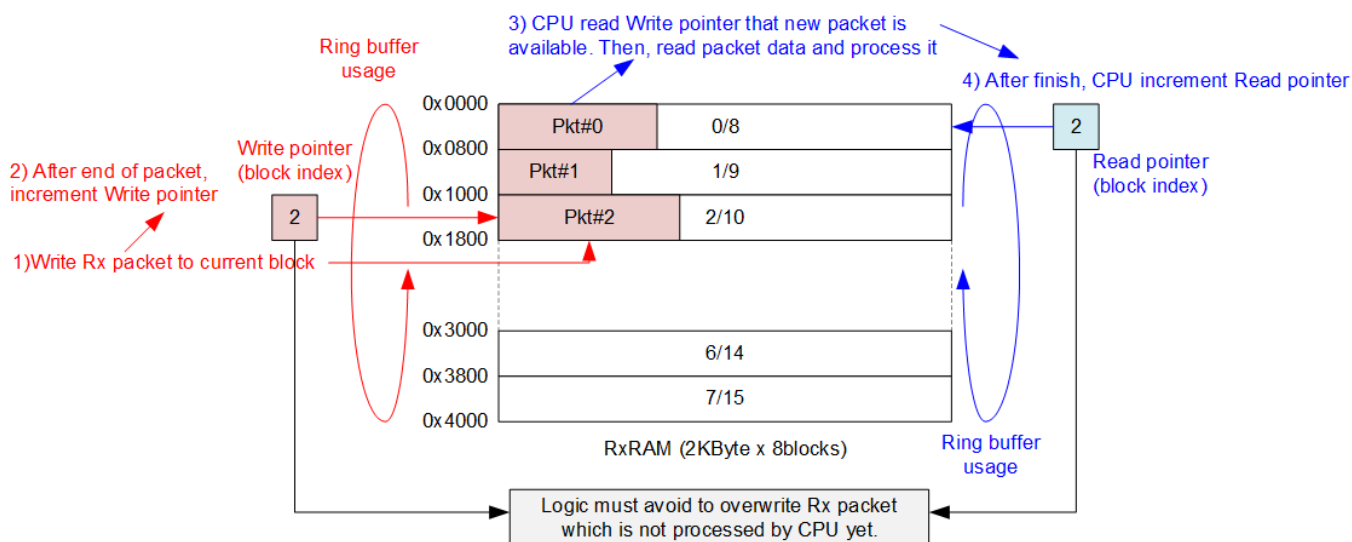 3) CPU read Write pointer that new packet is
available. Then, read packet data and process it
Ring buffer
usage
4) After finish, CPU increment Read pointer
0x0000
Pkt#0
0/8
2
0x0800
Write pointer
(block index)
Pkt#1
1/9
Read pointer
(block index)
2) After end of packet,
increment Write pointer
0x1000
2
Pkt#2
2/10
0x1800
1)Write Rx packet to current block
0x3000
6/14
0x3800
7/15
0x4000
RxRAM (2KByte x 8blocks)
Ring buffer
usage
Logic must avoid to overwrite Rx packet
which is not processed by CPU yet.